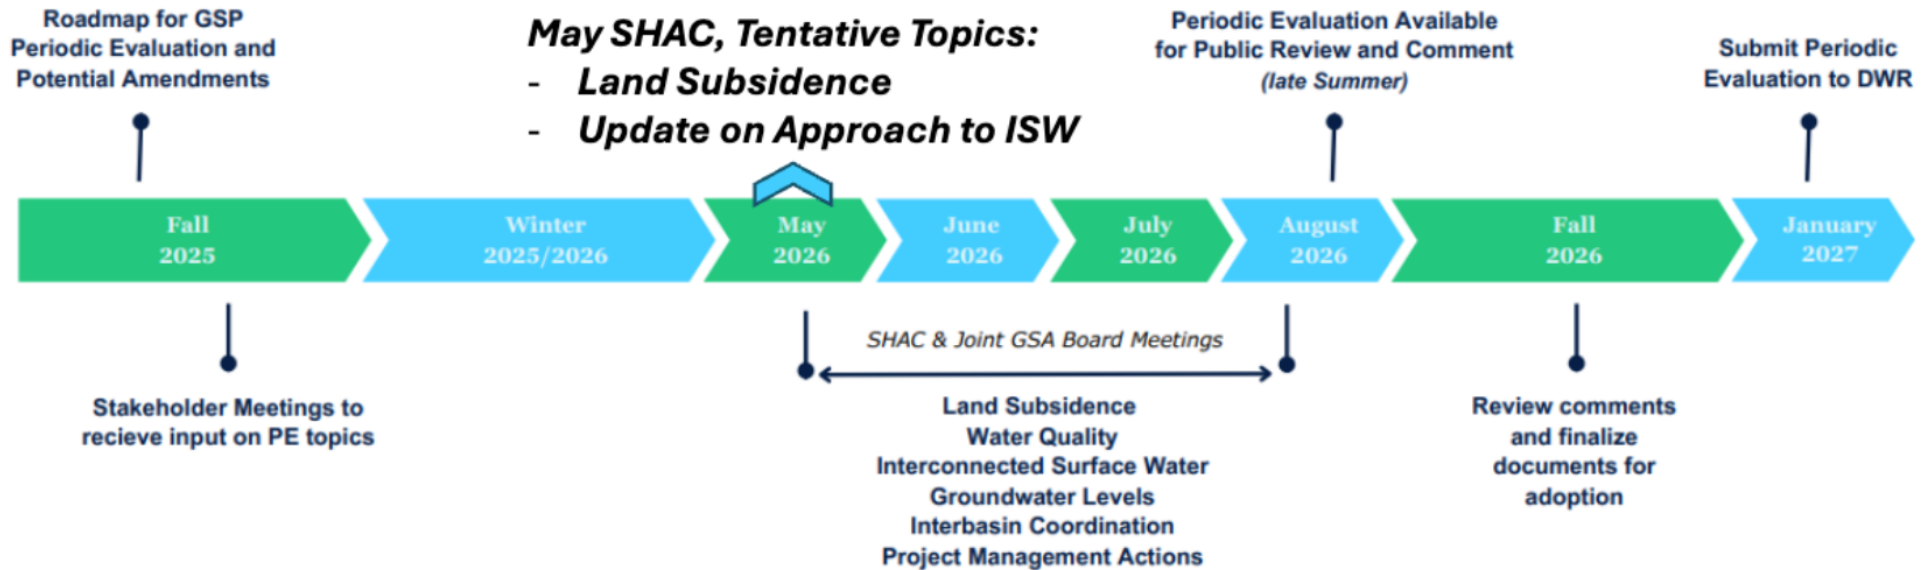 Roadmap for GSP
Periodic Evaluation and
Potential Amendments
May SHAC, Tentative Topics:
- Land Subsidence
- Update on Approach to ISW
Periodic Evaluation Available
for Public Review and Comment
(late Summer)
Submit Periodic
Evaluation to DWR
Fall
2025
Winter
2025/2026
May
2026
June
2026
July
2026
August
2026
Fall
2026
January
2027
Stakeholder Meetings to
recieve input on PE topics
SHAC & Joint GSA Board Meetings
Land Subsidence
Water Quality
Interconnected Surface Water
Groundwater Levels
Interbasin Coordination
Project Management Actions
Review comments
and finalize
documents for
adoption